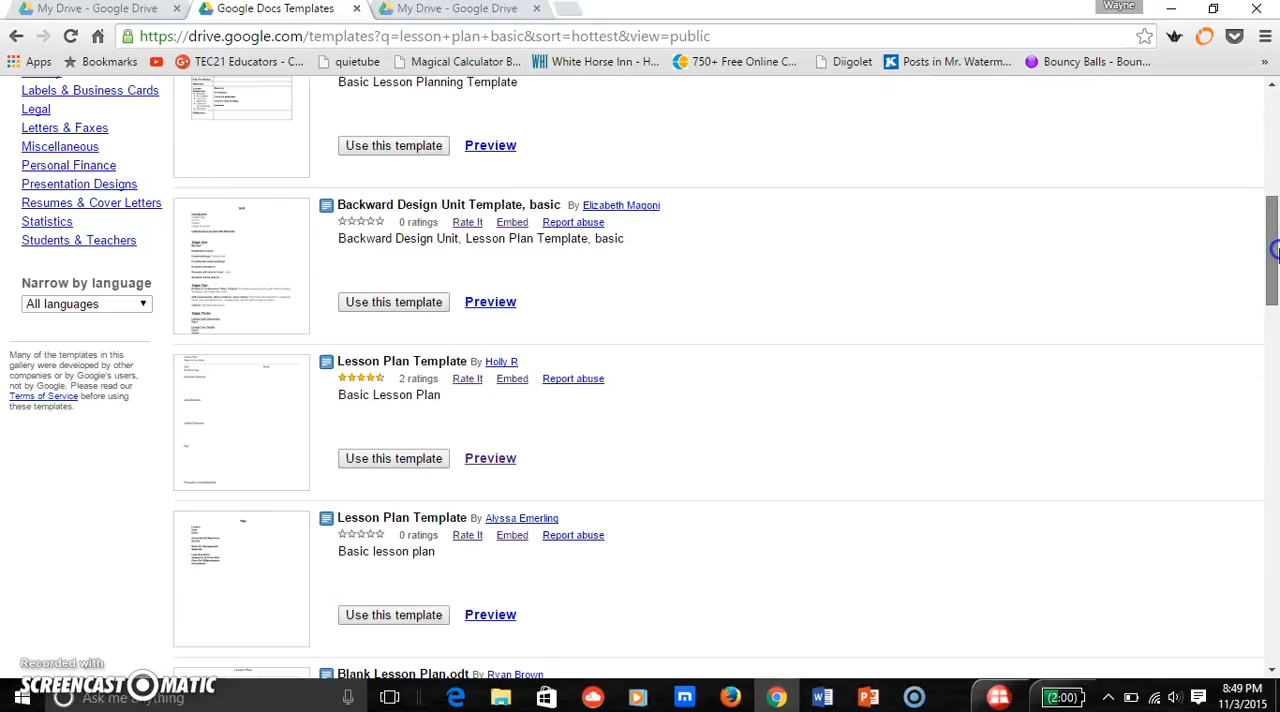 My Drive - Google Drive
Google Docs Templates
My Drive - Google Drive
Wayne
https://drive.google.com/templates?q=lesson+plan+basic&sort=hottest&view=public
Apps
Bookmarks
TEC21 Educators - C...
quietube
Magical Calculator B...
White Horse Inn - H...
750+ Free Online C...
Diigolet
Posts in Mr. Waterm...
Bouncy Balls - Boun...
Labels & Business Cards
Legal
Letters & Faxes
Miscellaneous
Personal Finance
Presentation Designs
Resumes & Cover Letters
Statistics
Students & Teachers
Narrow by language
All languages
Many of the templates in this
gallery were developed by other
companies or by Google's users,
not by Google. Please read our
Terms of Service before using
these templates.
Basic Lesson Planning Template
Use this template Preview
Backward Design Unit Template, basic By Elizabeth Magoni
0 ratings Rate It Embed Report abuse
Backward Design Unit, Lesson Plan Template, basic
Use this template Preview
Lesson Plan Template By Holly R
2 ratings Rate It Embed Report abuse
Basic Lesson Plan
Use this template Preview
Lesson Plan Template By Alyssa Emerling
0 ratings Rate It Embed Report abuse
Basic lesson plan
Use this template Preview
Blank Lesson Plan.odt By Ryan Brown
Recorded with
SCREENCAST MATIC
Ask me anything
(2:00)
8:49 PM
11/3/2015